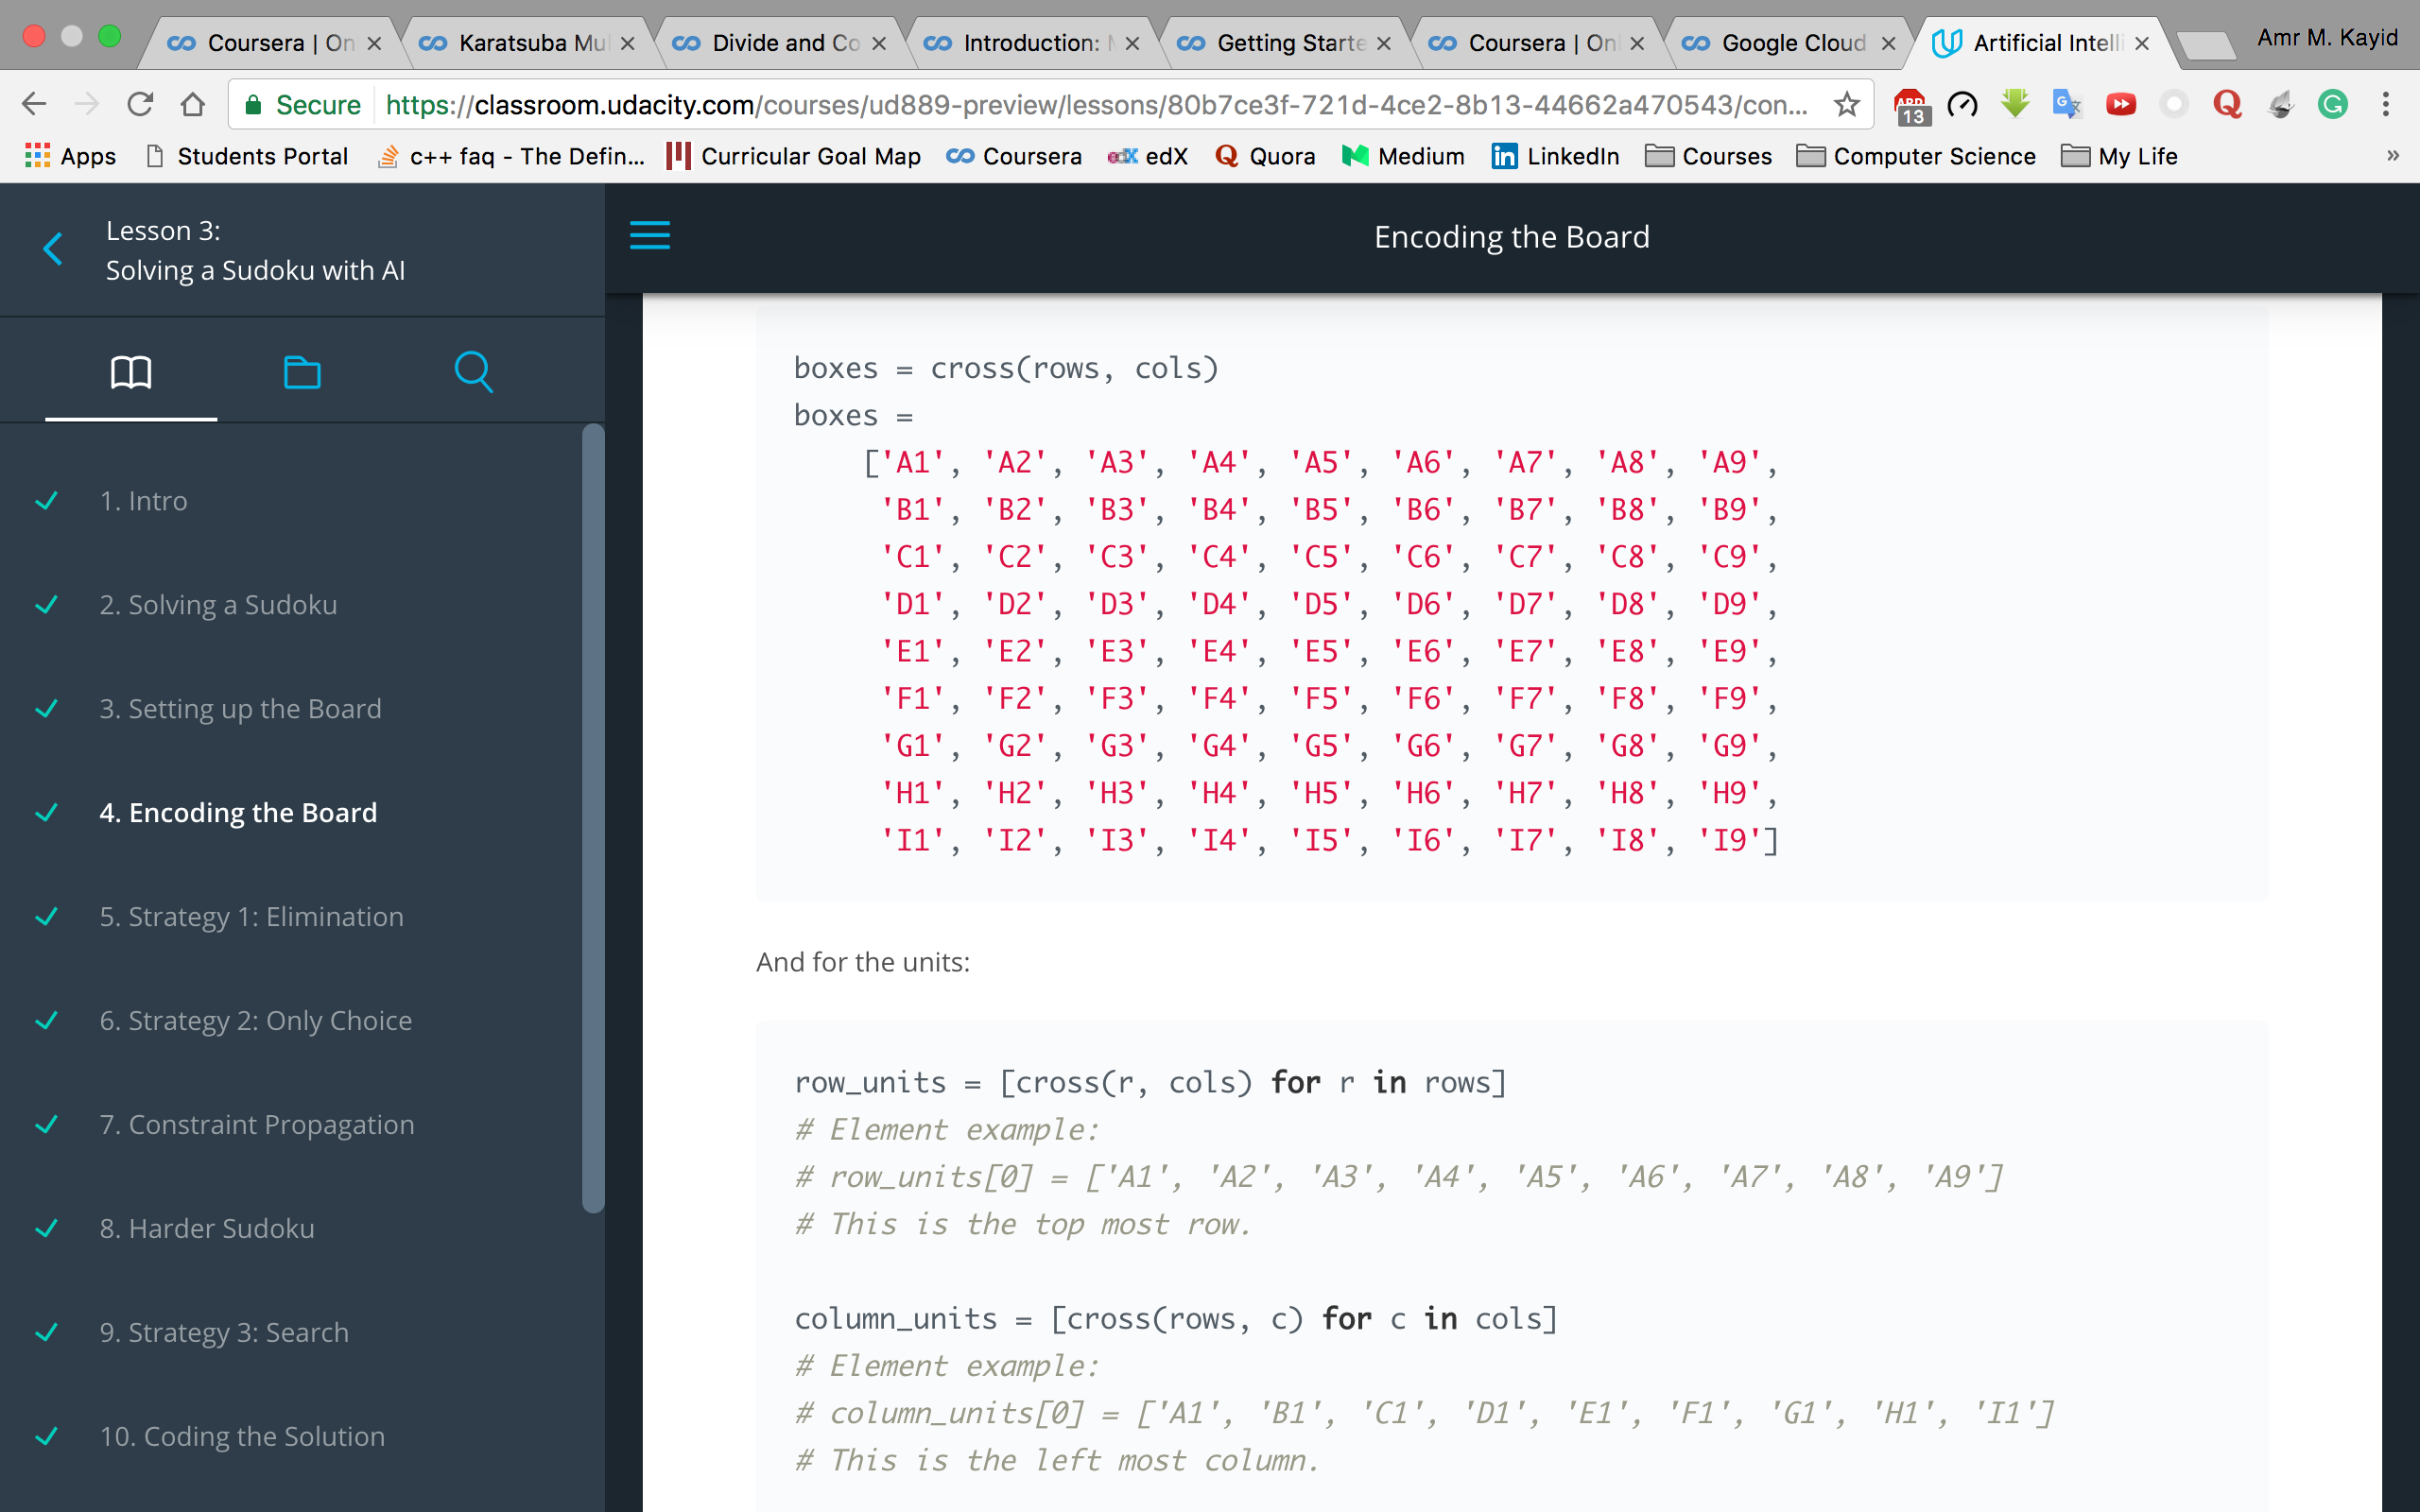 Coursera | On
Karatsuba Mul
Divide and Co
Introduction:
Getting Starte
Coursera | Onl
Google Cloud
Artificial Intelli
Amr M. Kayid
Secure https://classroom.udacity.com/courses/ud889-preview/lessons/80b7ce3f-721d-4ce2-8b13-44662a470543/con...
ABP
13
Apps Students Portal c++ faq - The Defin... Curricular Goal Map Coursera edX Quora Medium LinkedIn Courses Computer Science My Life »
Lesson 3:
Solving a Sudoku with AI
1. Intro
2. Solving a Sudoku
3. Setting up the Board
4. Encoding the Board
5. Strategy 1: Elimination
6. Strategy 2: Only Choice
7. Constraint Propagation
8. Harder Sudoku
9. Strategy 3: Search
10. Coding the Solution
Encoding the Board
boxes = cross(rows, cols)
boxes =
['A1', 'A2', 'A3', 'A4', 'A5', 'A6', 'A7', 'A8', 'A9',
'B1', 'B2', 'B3', 'B4', 'B5', 'B6', 'B7', 'B8', 'B9',
'C1', 'C2', 'C3', 'C4', 'C5', 'C6', 'C7', 'C8', 'C9',
'D1', 'D2', 'D3', 'D4', 'D5', 'D6', 'D7', 'D8', 'D9',
'E1', 'E2', 'E3', 'E4', 'E5', 'E6', 'E7', 'E8', 'E9',
'F1', 'F2', 'F3', 'F4', 'F5', 'F6', 'F7', 'F8', 'F9',
'G1', 'G2', 'G3', 'G4', 'G5', 'G6', 'G7', 'G8', 'G9',
'H1', 'H2', 'H3', 'H4', 'H5', 'H6', 'H7', 'H8', 'H9',
'I1', 'I2', 'I3', 'I4', 'I5', 'I6', 'I7', 'I8', 'I9']
And for the units:
row_units = [cross(r, cols) for r in rows]
# Element example:
# row_units[0] = ['A1', 'A2', 'A3', 'A4', 'A5', 'A6', 'A7', 'A8', 'A9']
# This is the top most row.
column_units = [cross(rows, c) for c in cols]
# Element example:
# column_units[0] = ['A1', 'B1', 'C1', 'D1', 'E1', 'F1', 'G1', 'H1', 'I1']
# This is the left most column.